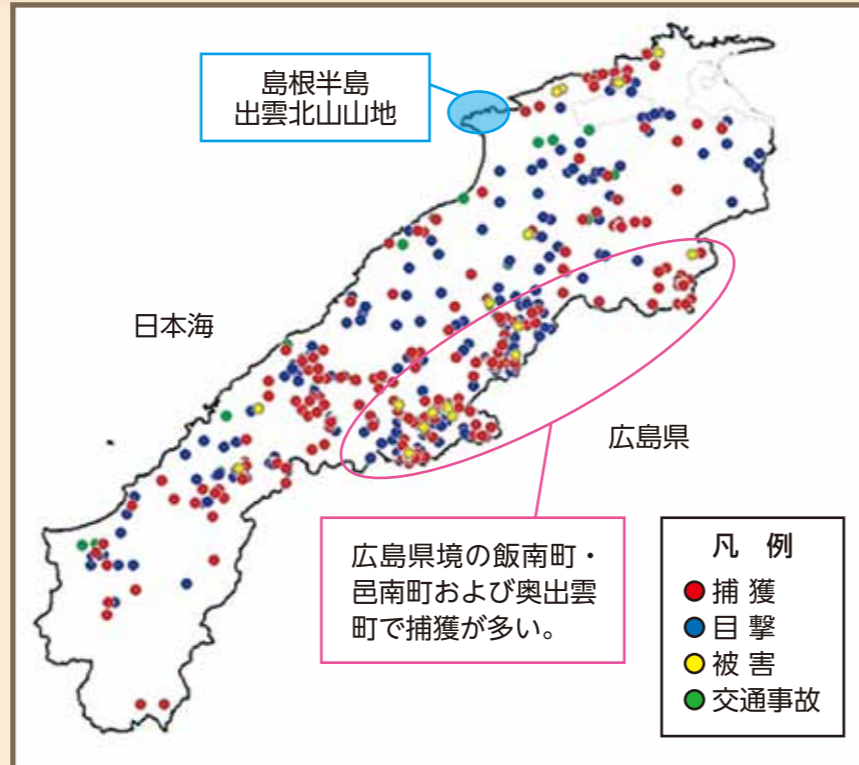 島根半島
出雲北山山地
日本海
広島県
広島県境の飯南町・
邑南町および奥出雲
町で捕獲が多い。
凡 例
捕 獲
目 撃
被 害
交通事故